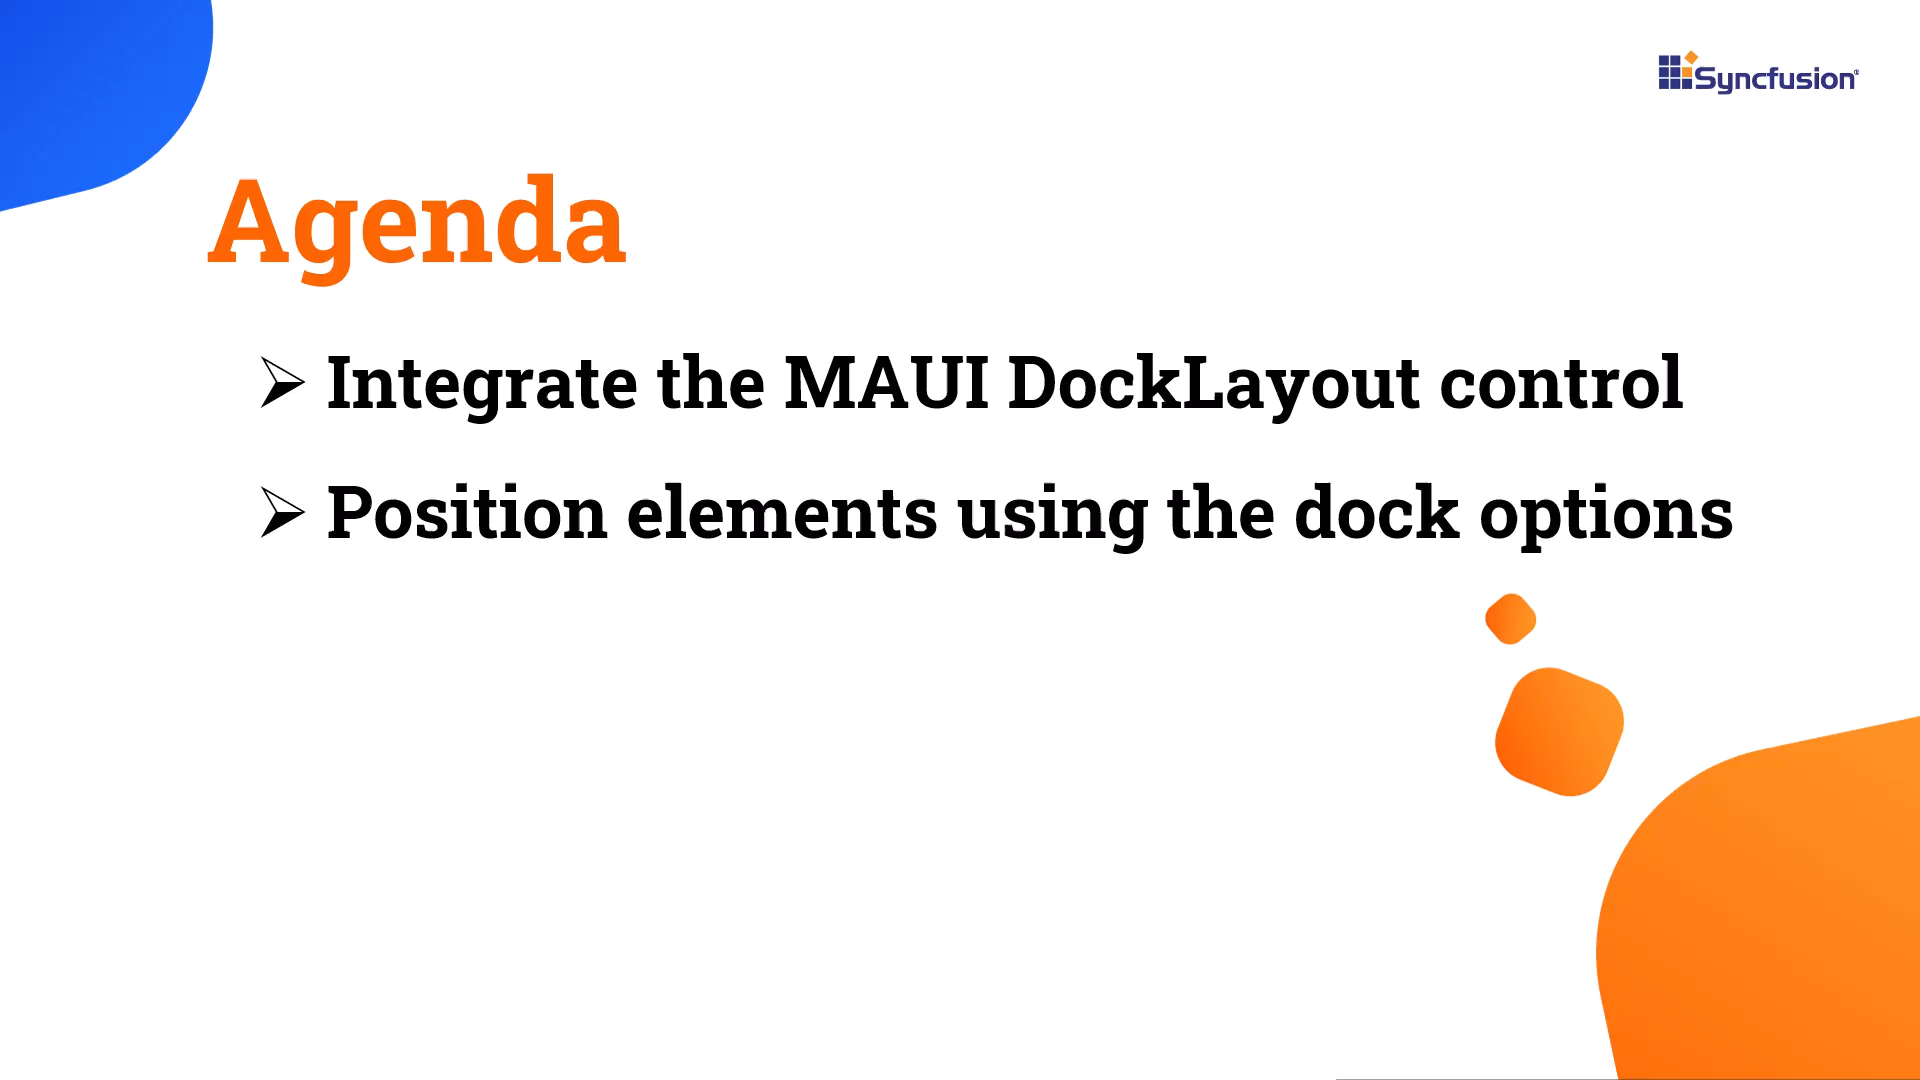 Syncfusion®
Agenda
➢ Integrate the MAUI DockLayout control
➢ Position elements using the dock options